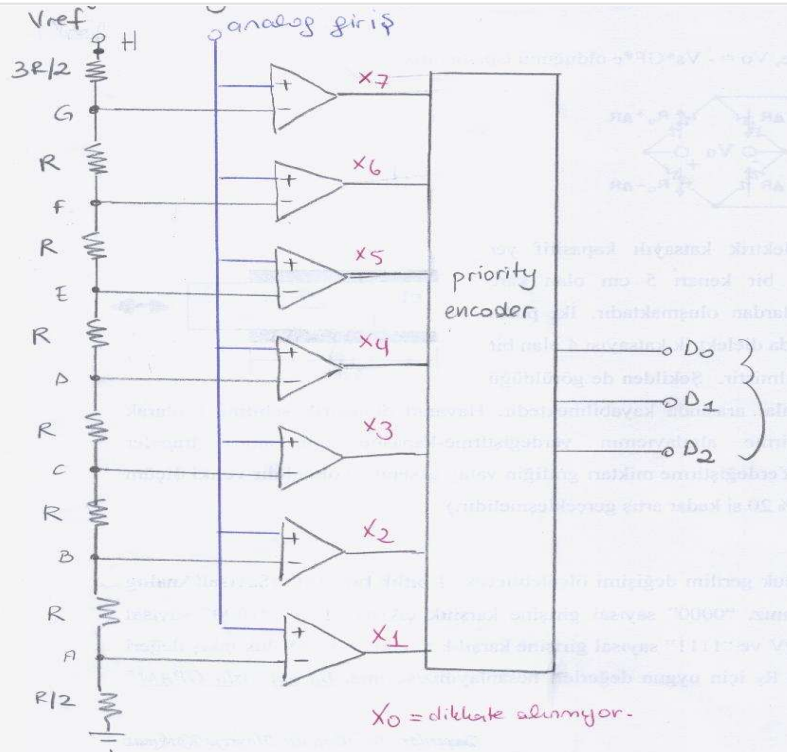 Vref
H
analog giriş
3R/2
G
R
F
R
E
R
D
R
C
R
B
R
A
R/2
+
-
X7
+
-
X6
+
-
X5
+
-
X4
+
-
X3
+
-
X2
+
-
X1
priority
encoder
D0
D1
D2
X0 = dikkate alınmıyor.